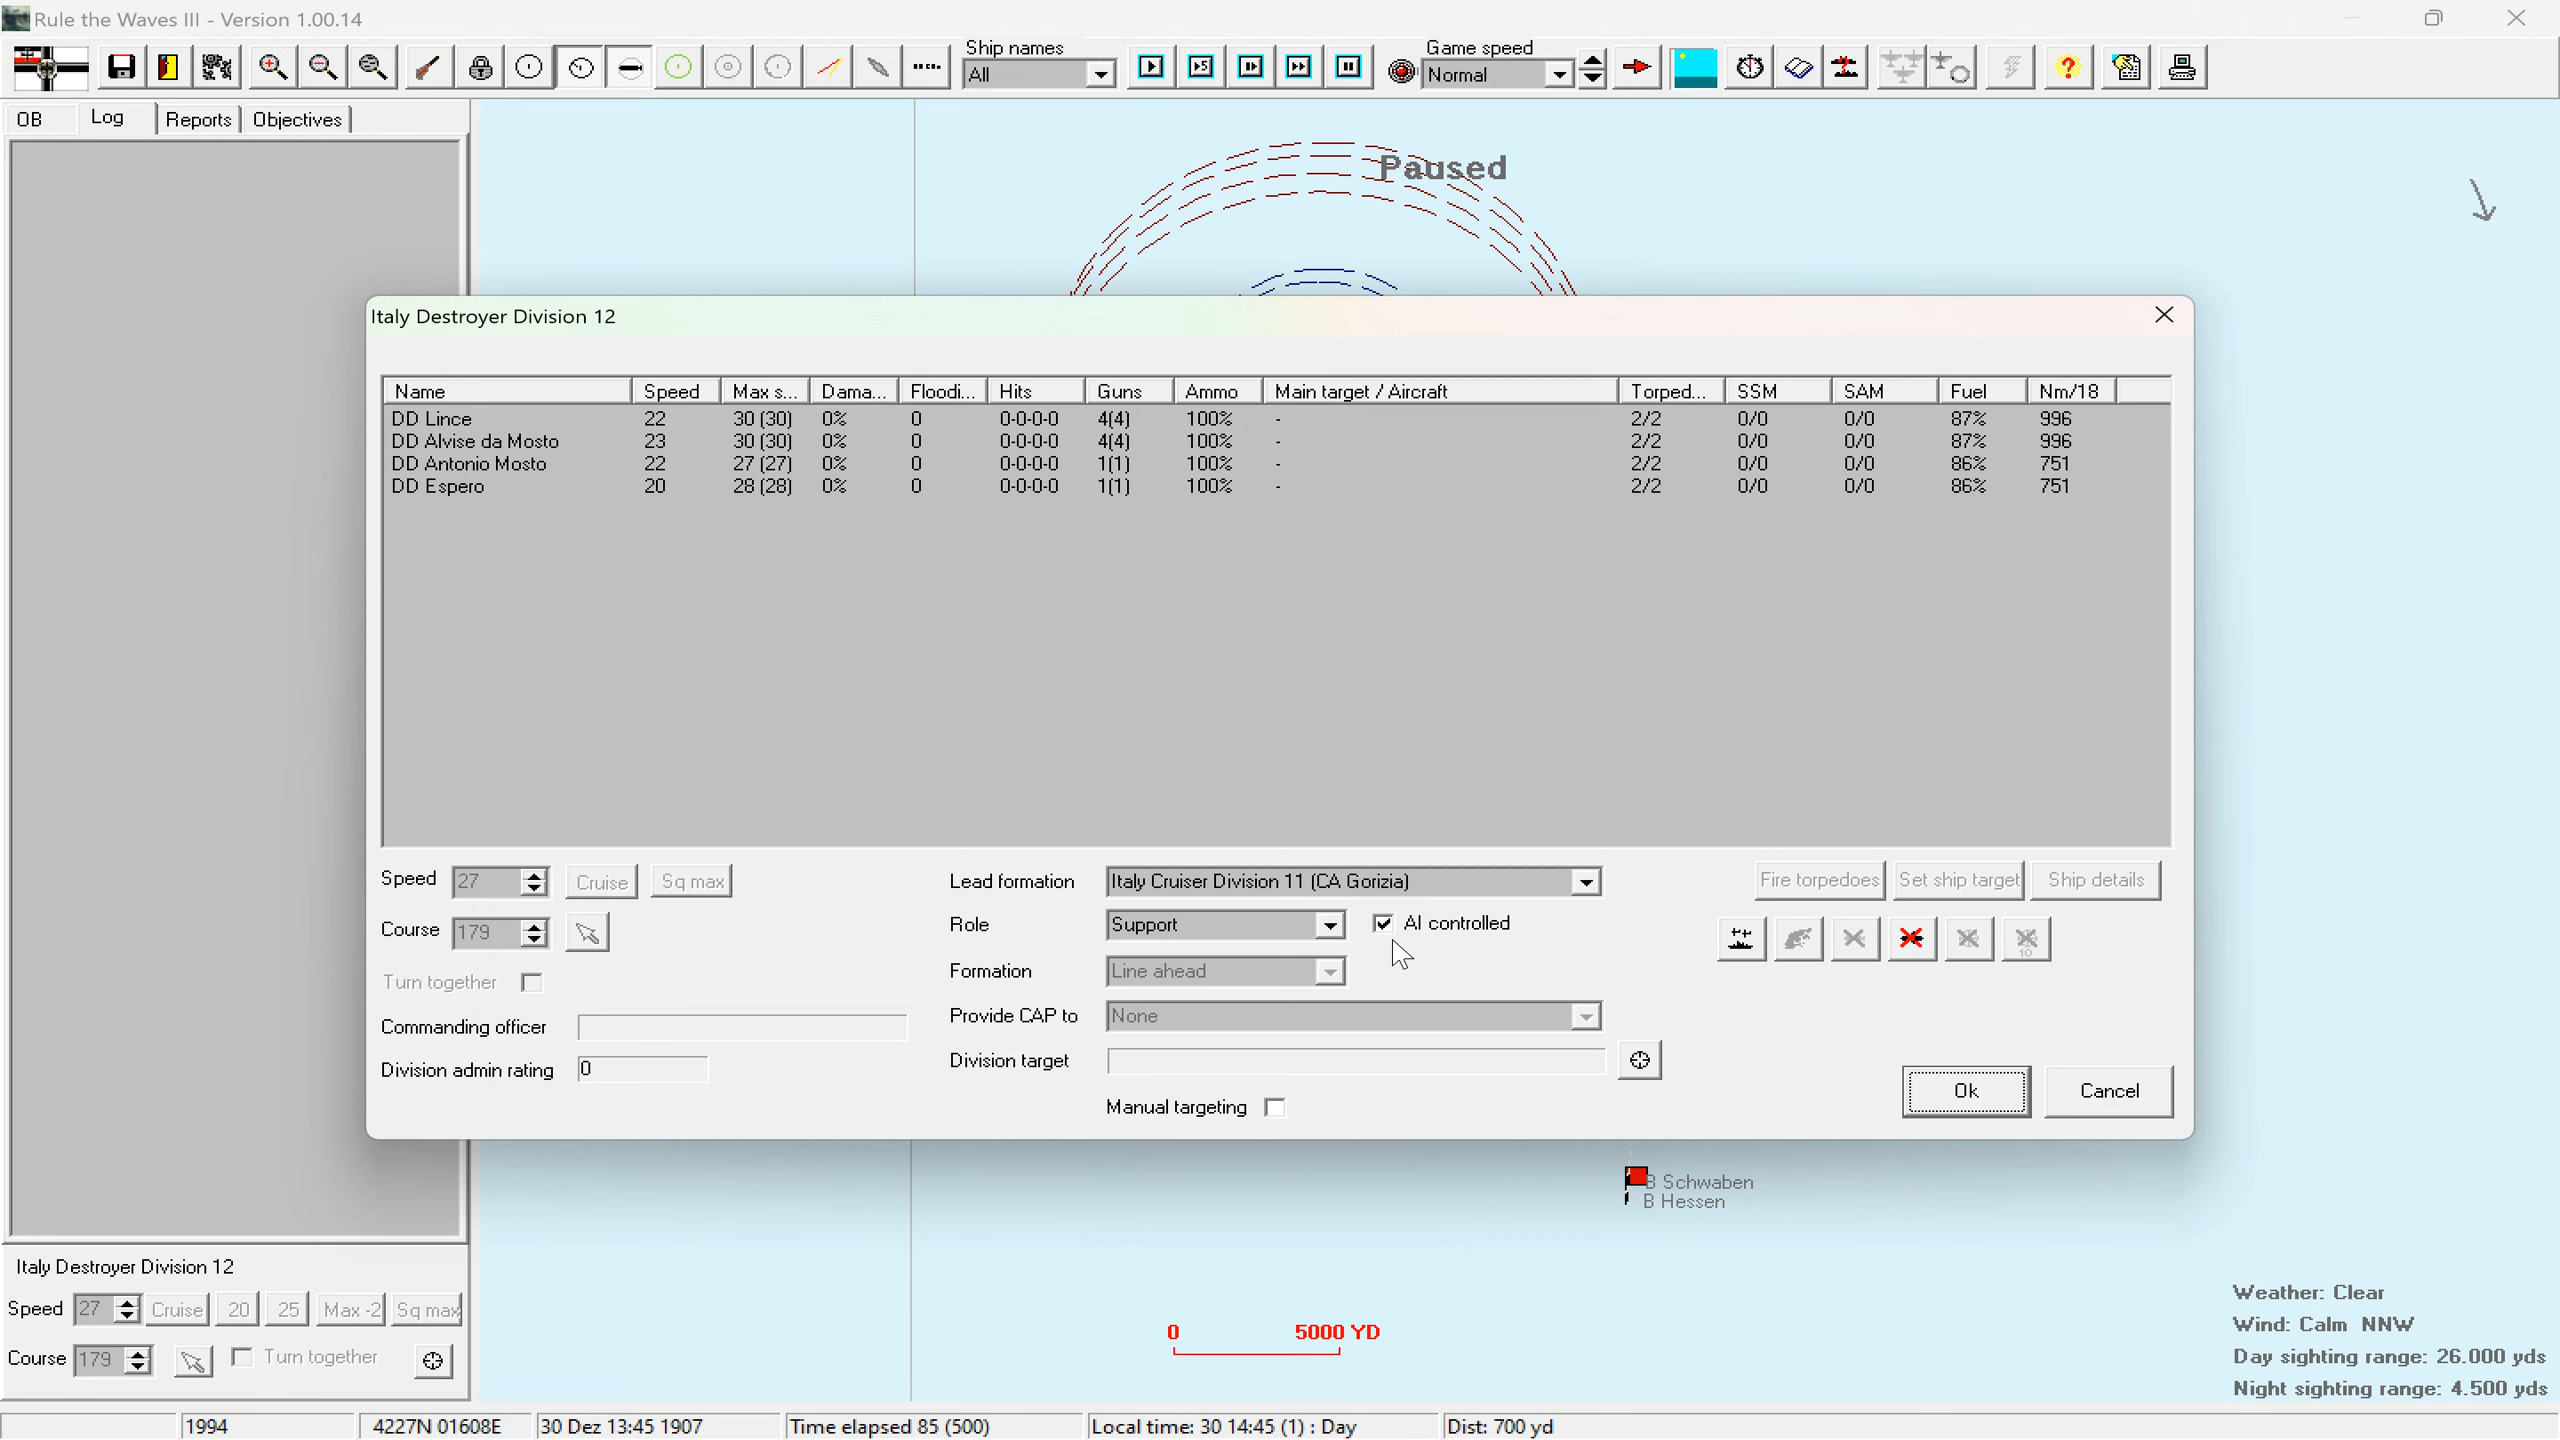 Rule the Waves III - Version 1.00.14
Ship names
All
Game speed
Normal
OB Log Reports Objectives
Paused
Italy Destroyer Division 12
Name Speed Max s... Dama... Floodi... Hits Guns Ammo Main target / Aircraft Torped... SSM SAM Fuel Nm/18
DD Lince 22 30 (30) 0% 0 0-0-0-0 4(4) 100% - 2/2 0/0 0/0 87% 996
DD Alvise da Mosto 23 30 (30) 0% 0 0-0-0-0 4(4) 100% - 2/2 0/0 0/0 87% 996
DD Antonio Mosto 22 27 (27) 0% 0 0-0-0-0 1(1) 100% - 2/2 0/0 0/0 86% 751
DD Espero 20 28 (28) 0% 0 0-0-0-0 1(1) 100% - 2/2 0/0 0/0 86% 751
Speed 27 Cruise Sq max
Course 179
Turn together
Commanding officer
Division admin rating 0
Lead formation Italy Cruiser Division 11 (CA Gorizia)
Role Support AI controlled
Formation Line ahead
Provide CAP to None
Division target
Manual targeting
Fire torpedoes Set ship target Ship details
10
Ok Cancel
B Schwaben
B Hessen
Italy Destroyer Division 12
Speed 27 Cruise 20 25 Max -2 Sq max
Course 179 Turn together
0 5000 YD
Weather: Clear
Wind: Calm NNW
Day sighting range: 26.000 yds
Night sighting range: 4.500 yds
1994 4227N 01608E 30 Dez 13:45 1907 Time elapsed 85 (500) Local time: 30 14:45 (1) : Day Dist: 700 yd